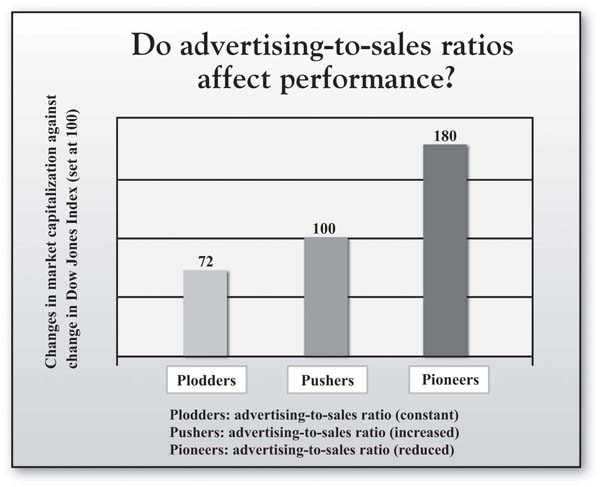 Do advertising-to-sales ratios
affect performance?
Changes in market capitalization against
change in Dow Jones Index (set at 100)
72
100
180
Plodders
Pushers
Pioneers
Plodders: advertising-to-sales ratio (constant)
Pushers: advertising-to-sales ratio (increased)
Pioneers: advertising-to-sales ratio (reduced)